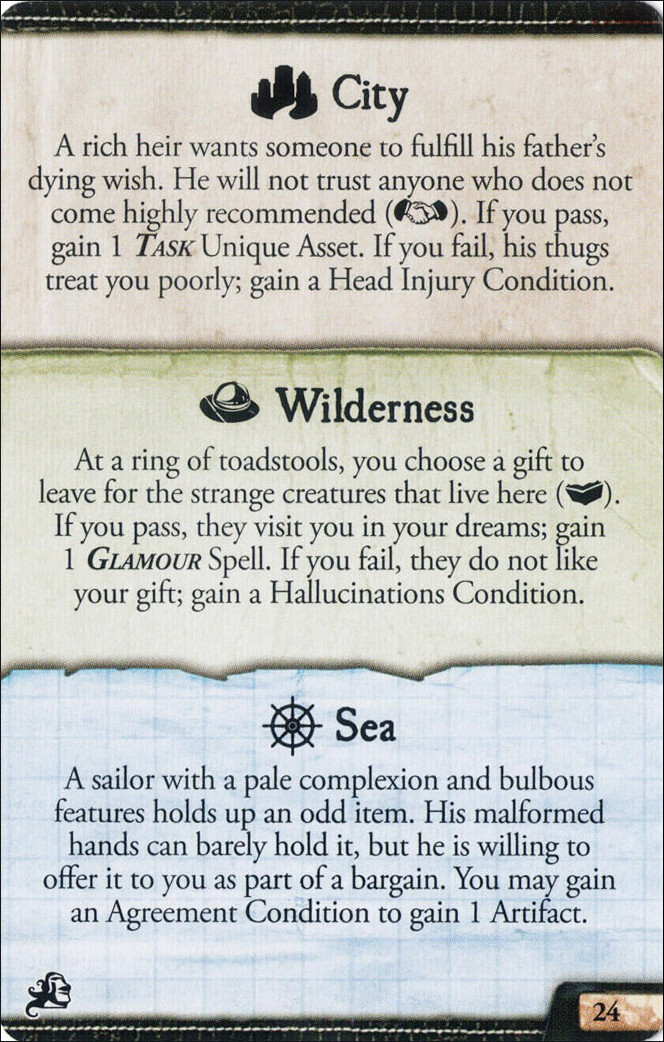 City
A rich heir wants someone to fulfill his father's
dying wish. He will not trust anyone who does not
come highly recommended (). If you pass,
gain 1 TASK Unique Asset. If you fail, his thugs
treat you poorly; gain a Head Injury Condition.
Wilderness
At a ring of toadstools, you choose a gift to
leave for the strange creatures that live here ().
If you pass, they visit you in your dreams; gain
1 GLAMOUR Spell. If you fail, they do not like
your gift; gain a Hallucinations Condition.
Sea
A sailor with a pale complexion and bulbous
features holds up an odd item. His malformed
hands can barely hold it, but he is willing to
offer it to you as part of a bargain. You may gain
an Agreement Condition to gain 1 Artifact.
24